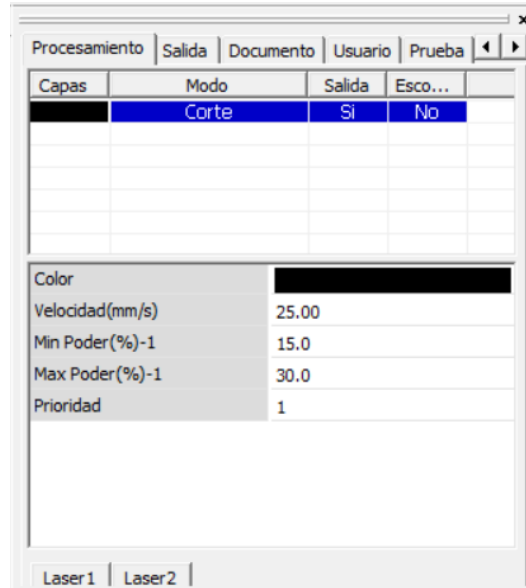 Procesamiento Salida Documento Usuario Prueba
Capas Modo Salida Esco...
Corte Si No
Color
Velocidad(mm/s) 25.00
Min Poder(%)-1 15.0
Max Poder(%)-1 30.0
Prioridad 1
Laser1 Laser2